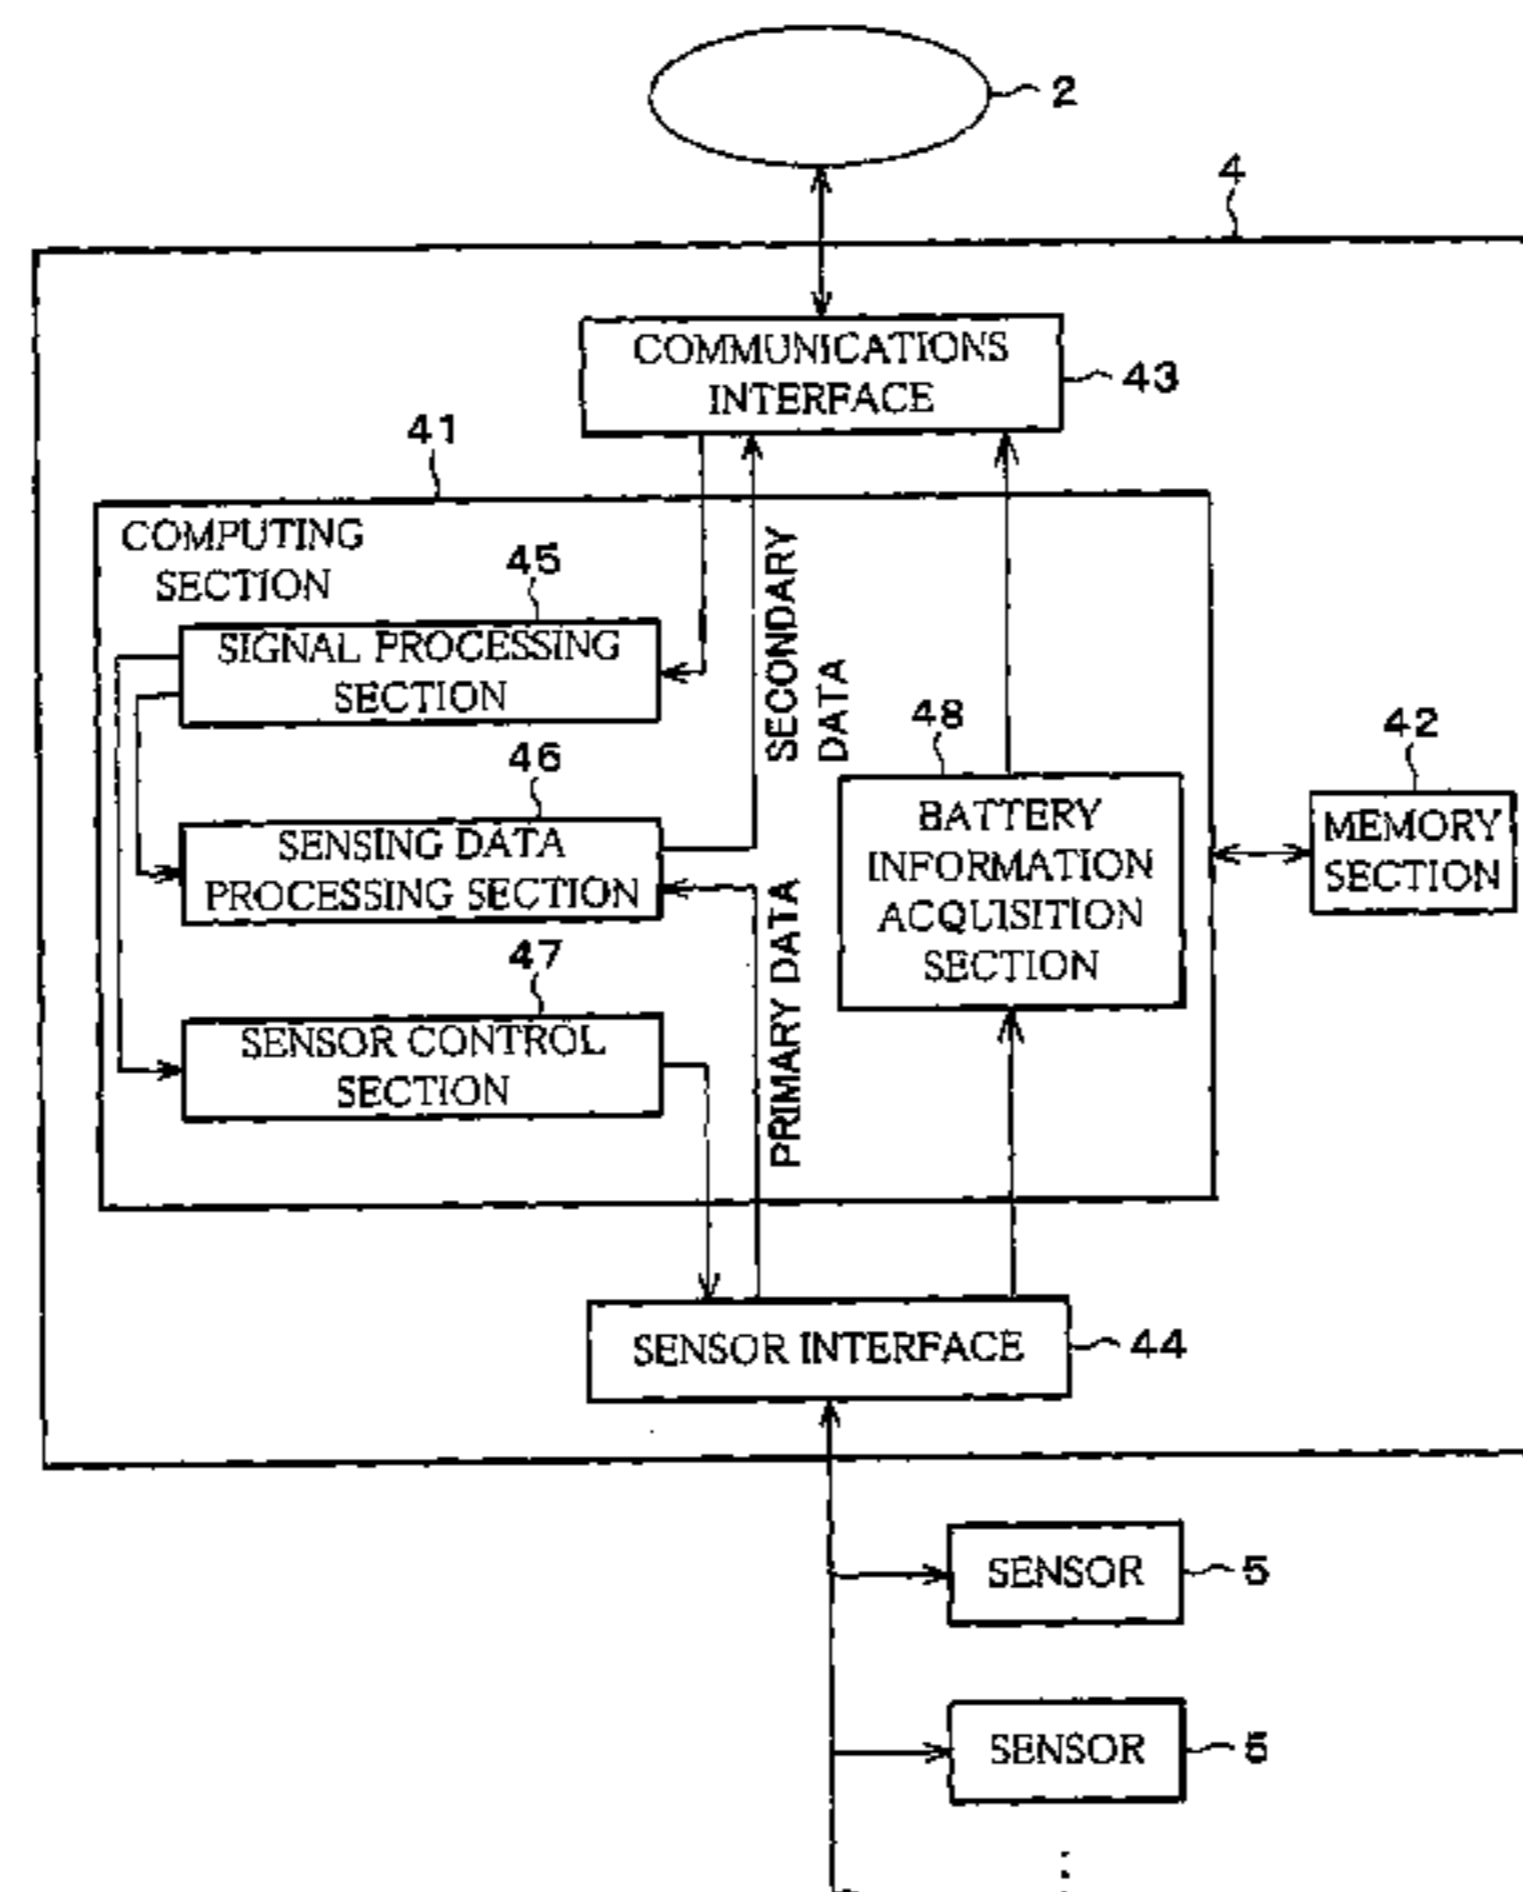 2
4
COMMUNICATIONS
INTERFACE
43
41
COMPUTING
SECTION
45
SIGNAL PROCESSING
SECTION
SECONDARY
DATA
46
SENSING DATA
PROCESSING SECTION
48
BATTERY
INFORMATION
ACQUISITION
SECTION
42
MEMORY
SECTION
47
SENSOR CONTROL
SECTION
PRIMARY DATA
SENSOR INTERFACE
44
SENSOR
5
SENSOR
5